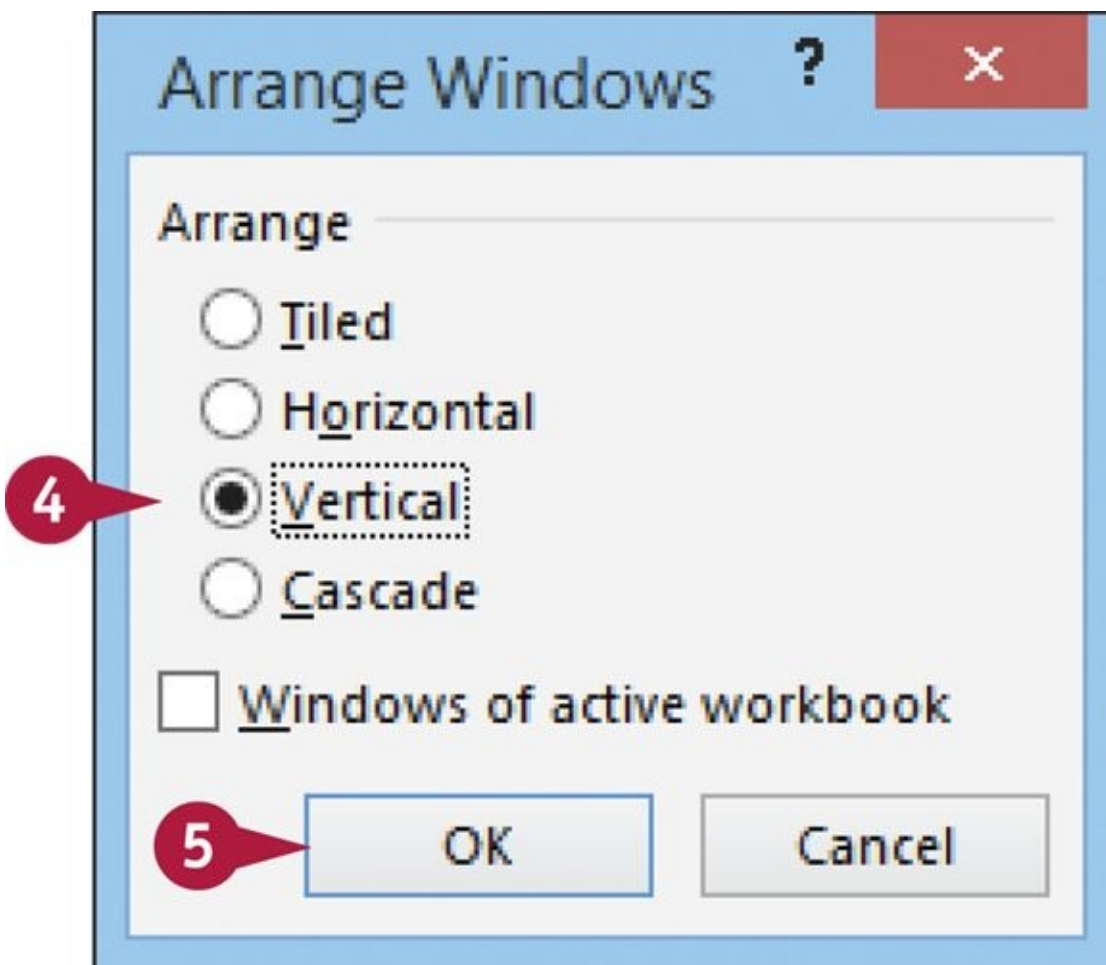 Arrange Windows ? ×
Arrange
Tiled
Horizontal
4 Vertical
Cascade
Windows of active workbook
5 OK Cancel